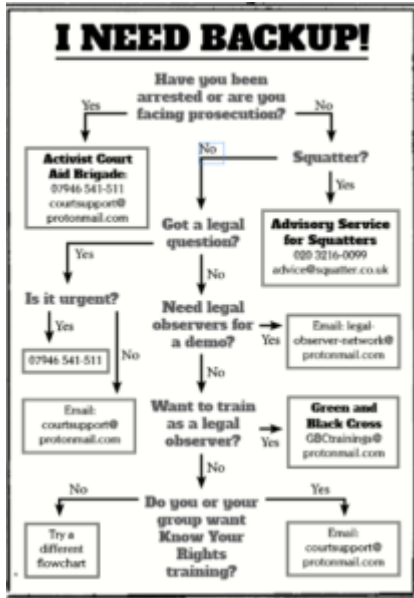 I NEED BACKUP!
Have you been
arrested or are you
facing prosecution?
Yes
No
Activist Court
Aid Brigade:
07946 541-511
courtsupport@
protonmail.com
No
Squatter?
Yes
Advisory Service
for Squatters
020 3216-0099
advice@squatter.co.uk
Got a legal
question?
Yes
No
Is it urgent?
Yes
No
07946 541-511
Email:
courtsupport@
protonmail.com
Need legal
observers for
a demo?
Yes
Email: legal-
observer-network@
protonmail.com
No
Want to train
as a legal
observer?
Yes
Green and
Black Cross
GBCtrainings@
protonmail.com
No
Do you or your
group want
Know Your
Rights
training?
No
Yes
Try a
different
flowchart
Email:
courtsupport@
protonmail.com